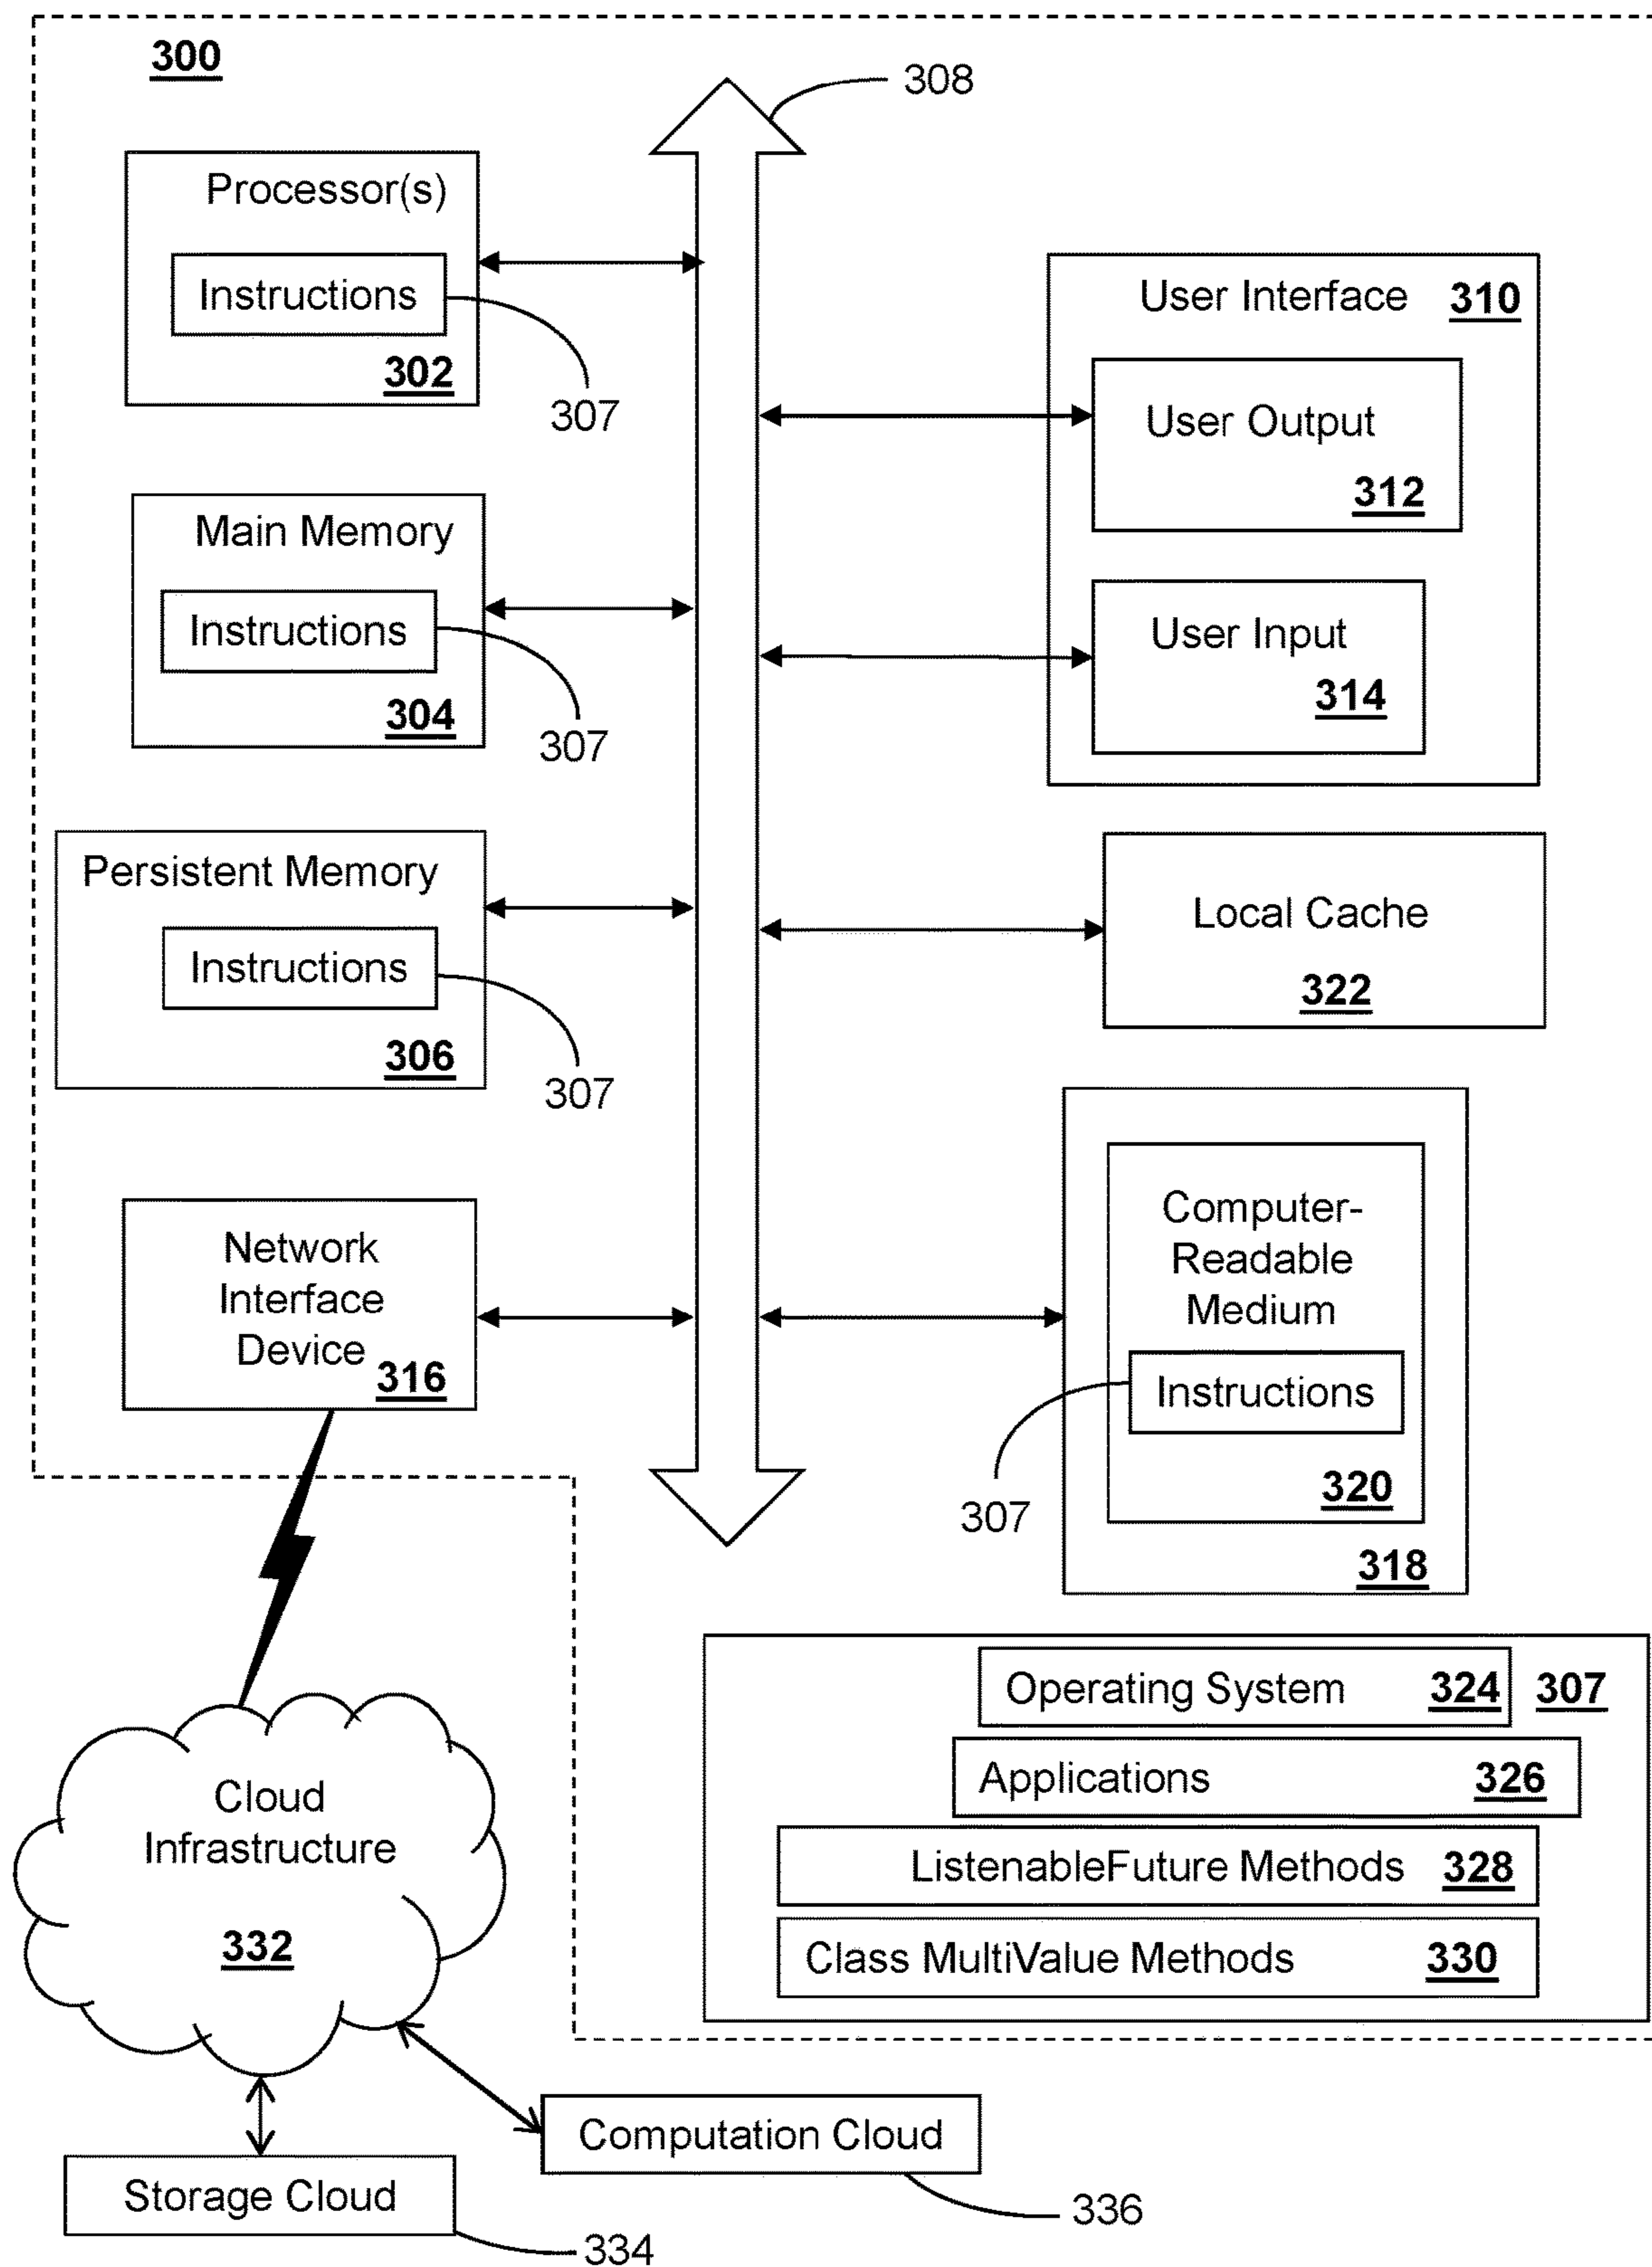 300
308
Processor(s)
Instructions
302
307
User Interface 310
User Output
312
Main Memory
Instructions
304
307
User Input
314
Persistent Memory
Instructions
306
307
Local Cache
322
Network
Interface
Device
316
Computer-
Readable
Medium
Instructions
307
320
318
Operating System 324
307
Applications 326
ListenableFuture Methods 328
Class MultiValue Methods 330
Cloud
Infrastructure
332
Computation Cloud
336
Storage Cloud
334